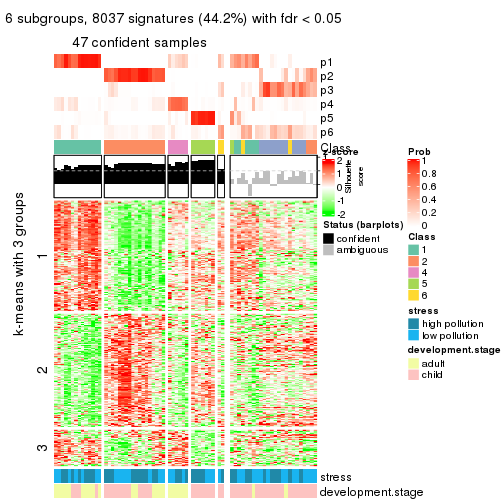 6 subgroups, 8037 signatures (44.2%) with fdr < 0.05
47 confident samples
p1
p2
p3
p4
p5
p6
Class
z-score
2
1
0
-1
-2
Silhouette
score
Prob
1
0.8
0.6
0.4
0.2
0
Status (barplots)
confident
ambiguous
Class
1
2
4
5
6
stress
high pollution
low pollution
development.stage
adult
child
k-means with 3 groups
1
2
3
stress
development.stage